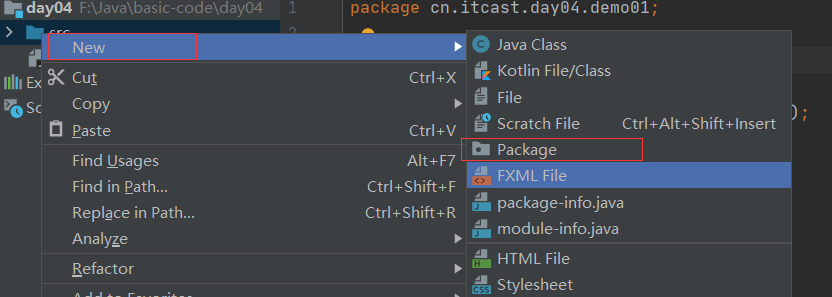 day04 F:\Java\basic-code\day04
src
Ex
Sc
1
2
package cn.itcast.day04.demo01;
);
New
Cut Ctrl+X
Copy
Paste Ctrl+V
Find Usages Alt+F7
Find in Path... Ctrl+Shift+F
Replace in Path... Ctrl+Shift+R
Analyze
Refactor
Add to Favorites
Java Class
Kotlin File/Class
File
Scratch File Ctrl+Alt+Shift+Insert
Package
FXML File
package-info.java
module-info.java
HTML File
Stylesheet